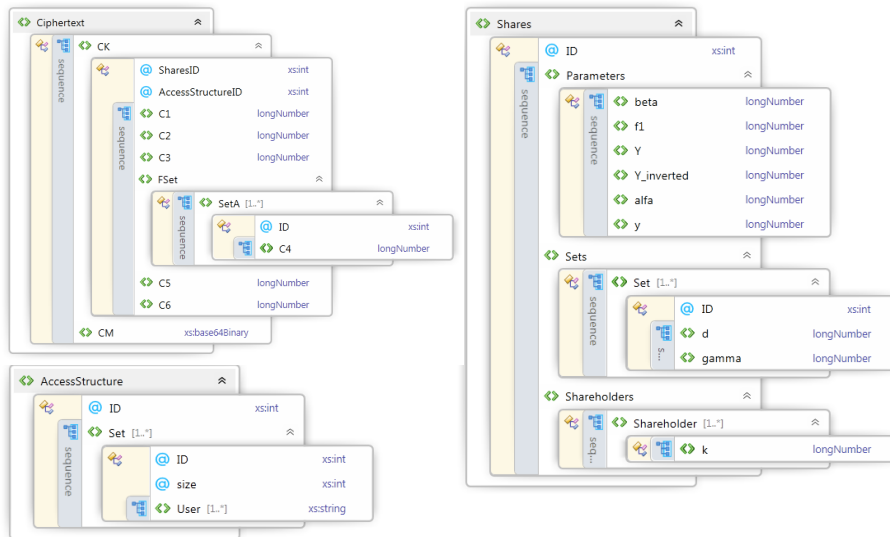 Ciphertext
CK
sequence
@ SharesID xs:int
@ AccessStructureID xs:int
sequence
C1 longNumber
C2 longNumber
C3 longNumber
FSet
sequence
SetA [1..*]
@ ID xs:int
C4 longNumber
C5 longNumber
C6 longNumber
CM xs:base64Binary
AccessStructure
@ ID xs:int
sequence
Set [1..*]
@ ID xs:int
@ size xs:int
User [1..*] xs:string
Shares
@ ID xs:int
sequence
Parameters
sequence
beta longNumber
f1 longNumber
Y longNumber
Y_inverted longNumber
alfa longNumber
y longNumber
Sets
sequence
Set [1..*]
@ ID xs:int
s...
d longNumber
gamma longNumber
Shareholders
seq...
Shareholder [1..*]
k longNumber